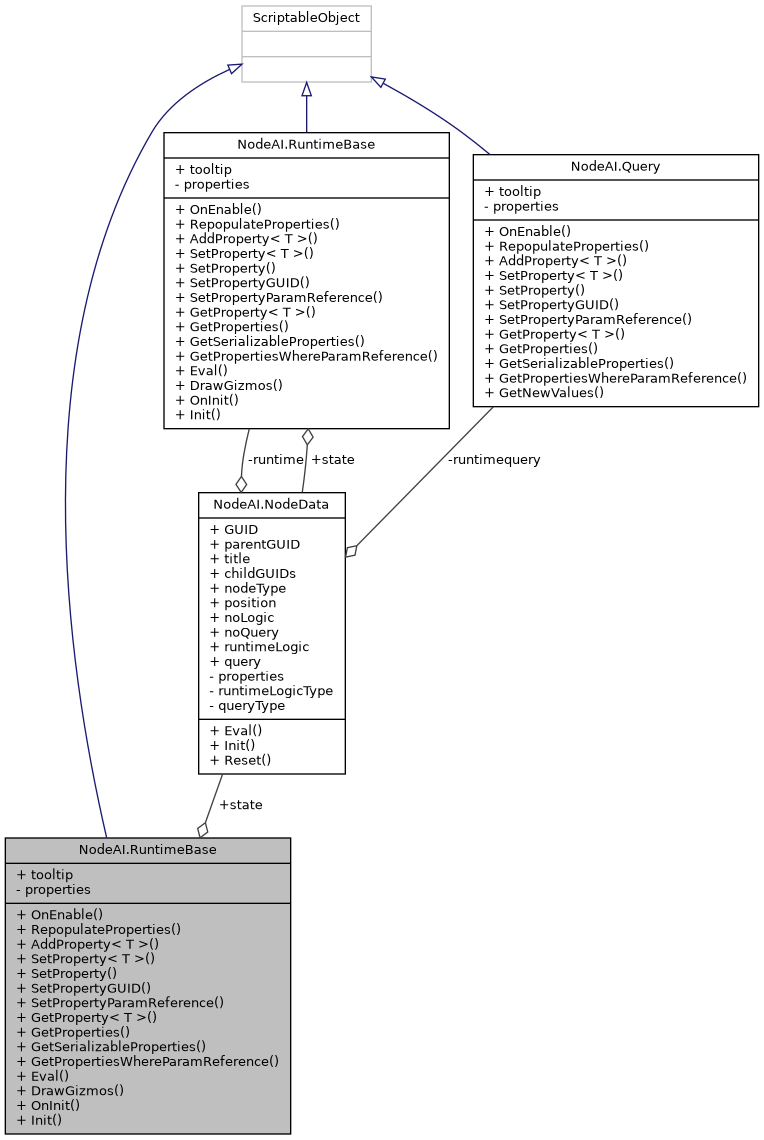 ScriptableObject
NodeAI.RuntimeBase
+ tooltip
- properties
+ OnEnable()
+ RepopulateProperties()
+ AddProperty< T >()
+ SetProperty< T >()
+ SetProperty()
+ SetPropertyGUID()
+ SetPropertyParamReference()
+ GetProperty< T >()
+ GetProperties()
+ GetSerializableProperties()
+ GetPropertiesWhereParamReference()
+ Eval()
+ DrawGizmos()
+ OnInit()
+ Init()
NodeAI.Query
+ tooltip
- properties
+ OnEnable()
+ RepopulateProperties()
+ AddProperty< T >()
+ SetProperty< T >()
+ SetProperty()
+ SetPropertyGUID()
+ SetPropertyParamReference()
+ GetProperty< T >()
+ GetProperties()
+ GetSerializableProperties()
+ GetPropertiesWhereParamReference()
+ GetNewValues()
-runtime
+state
-runtimequery
NodeAI.NodeData
+ GUID
+ parentGUID
+ title
+ childGUIDs
+ nodeType
+ position
+ noLogic
+ noQuery
+ runtimeLogic
+ query
- properties
- runtimeLogicType
- queryType
+ Eval()
+ Init()
+ Reset()
+state
NodeAI.RuntimeBase
+ tooltip
- properties
+ OnEnable()
+ RepopulateProperties()
+ AddProperty< T >()
+ SetProperty< T >()
+ SetProperty()
+ SetPropertyGUID()
+ SetPropertyParamReference()
+ GetProperty< T >()
+ GetProperties()
+ GetSerializableProperties()
+ GetPropertiesWhereParamReference()
+ Eval()
+ DrawGizmos()
+ OnInit()
+ Init()